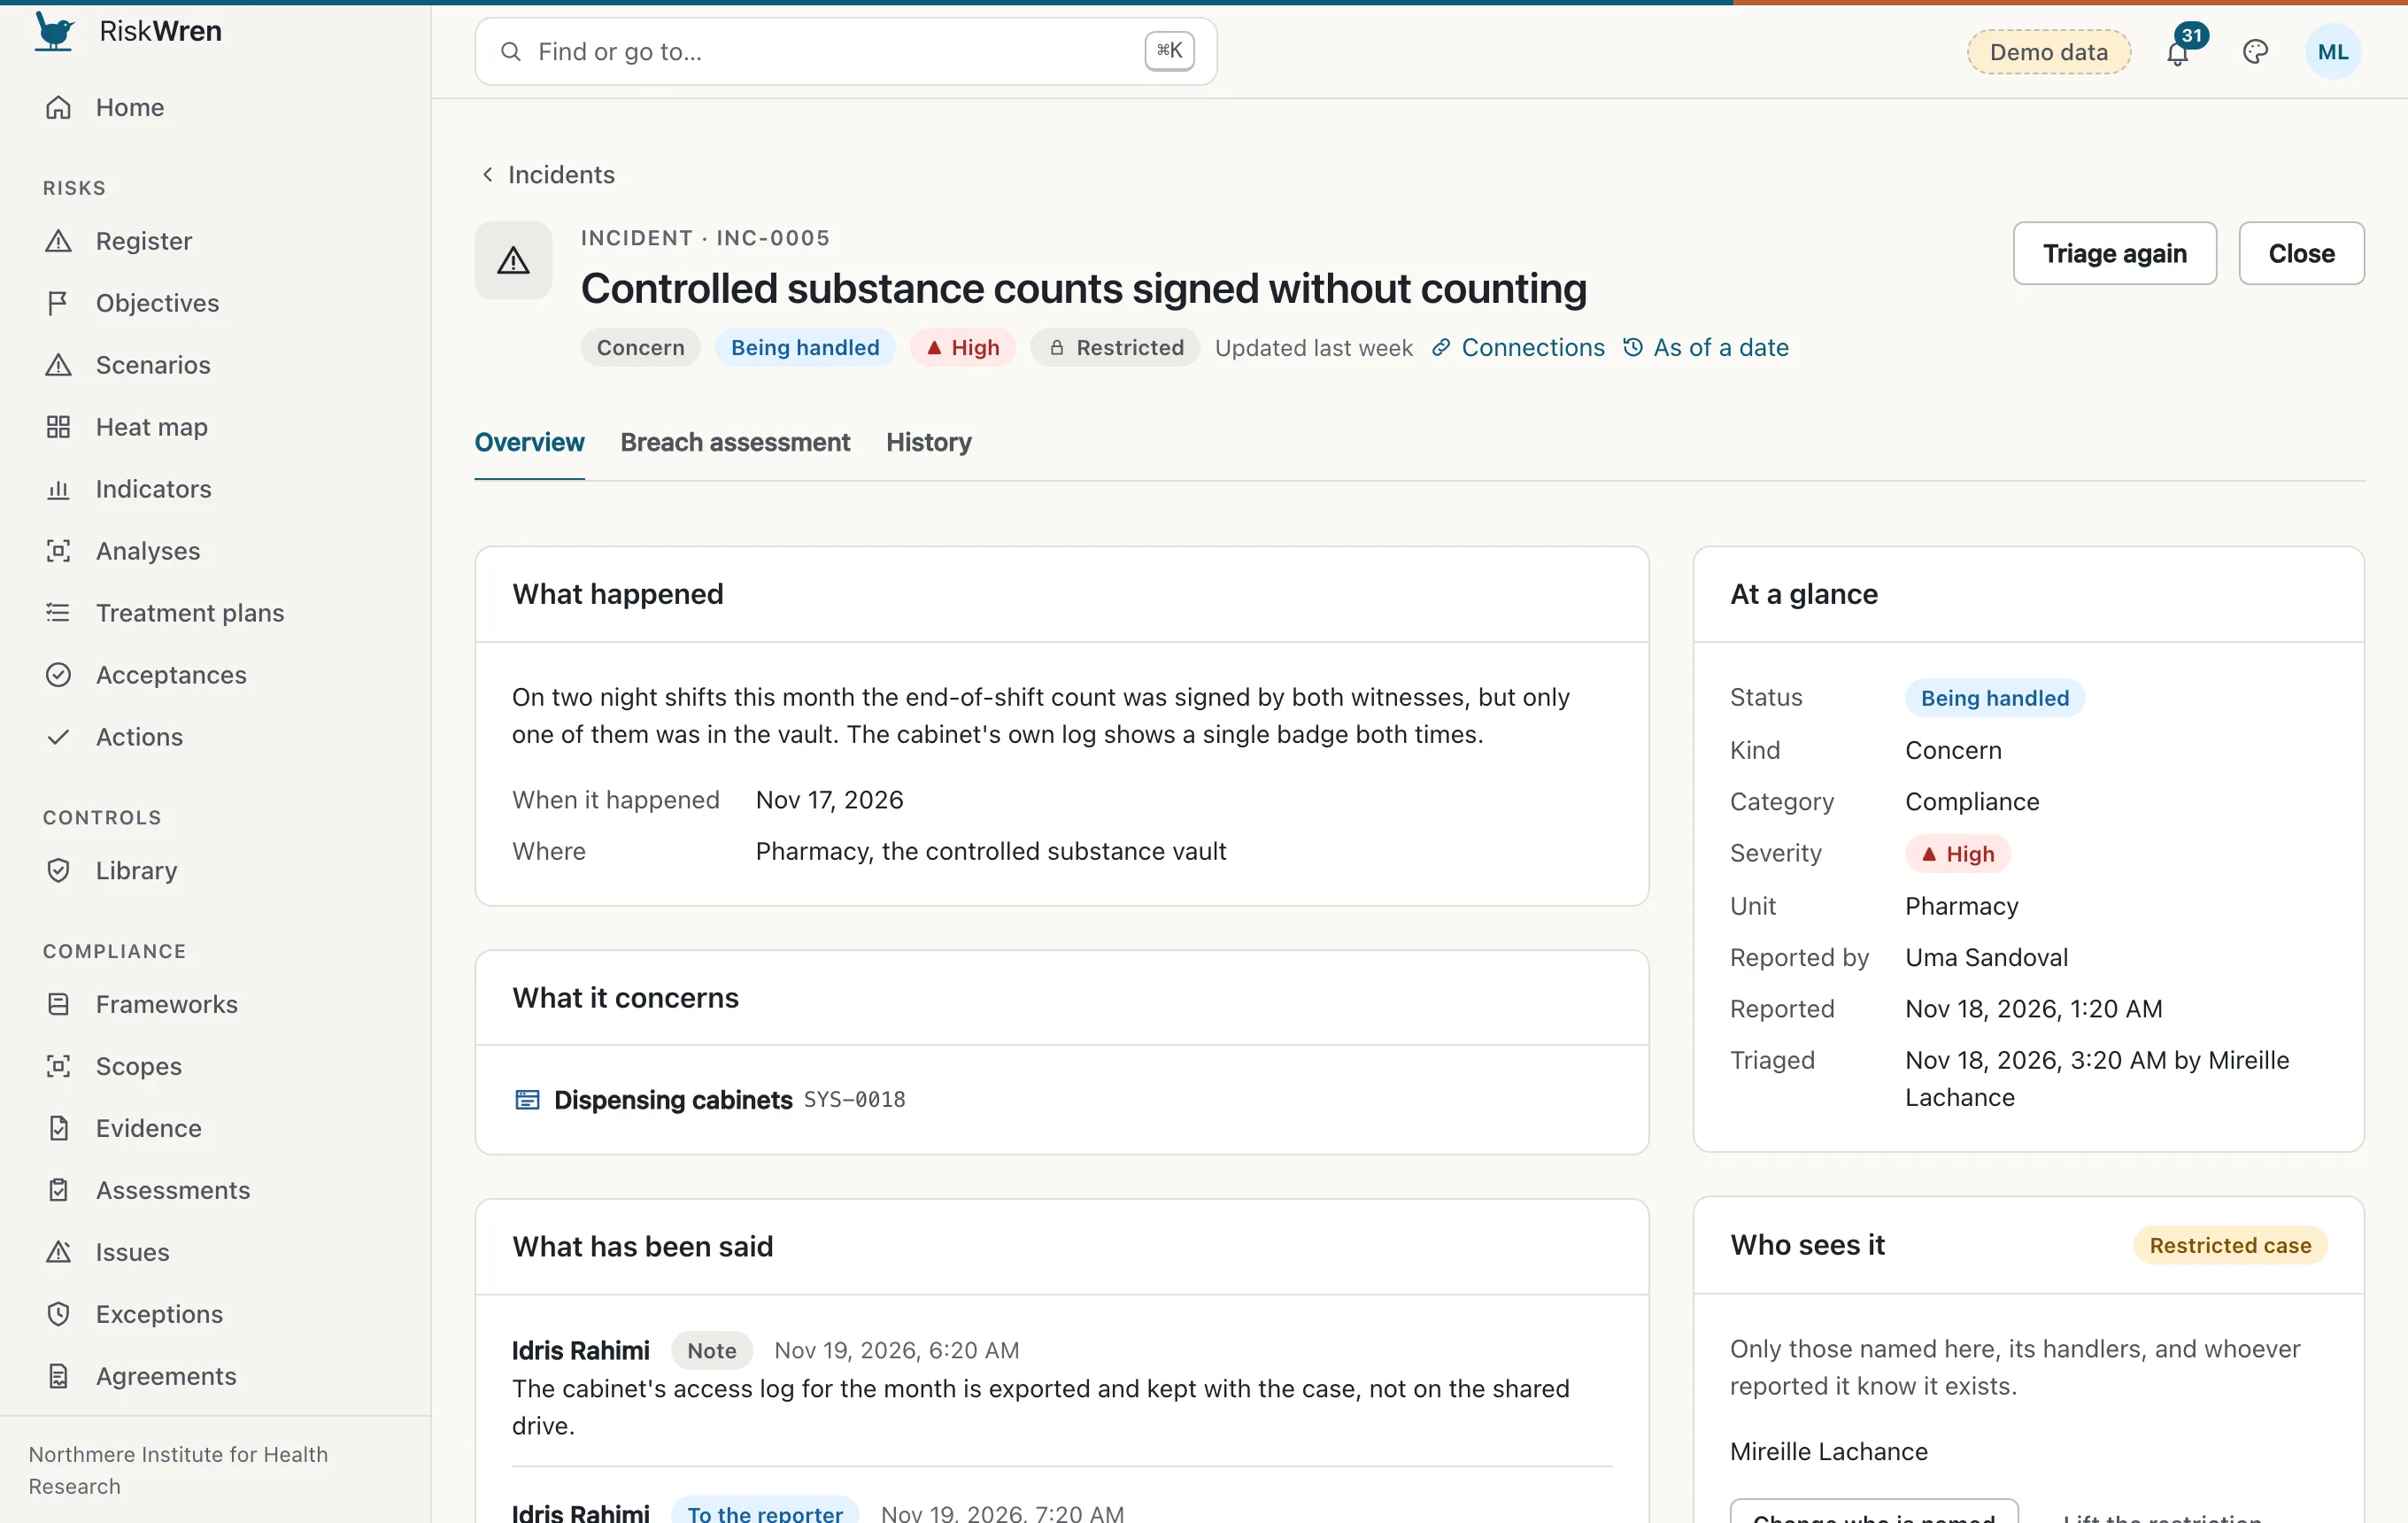 RiskWren
Find or go to...
⌘K
Demo data
31
ML
Home
RISKS
Register
Objectives
Scenarios
Heat map
Indicators
Analyses
Treatment plans
Acceptances
Actions
CONTROLS
Library
COMPLIANCE
Frameworks
Scopes
Evidence
Assessments
Issues
Exceptions
Agreements
Northmere Institute for Health
Research
Incidents
INCIDENT · INC-0005
Controlled substance counts signed without counting
Triage again
Close
Concern
Being handled
High
Restricted
Updated last week
Connections
As of a date
Overview
Breach assessment
History
What happened
On two night shifts this month the end-of-shift count was signed by both witnesses, but only
one of them was in the vault. The cabinet's own log shows a single badge both times.
When it happened Nov 17, 2026
Where Pharmacy, the controlled substance vault
What it concerns
Dispensing cabinets SYS-0018
What has been said
Idris Rahimi Note Nov 19, 2026, 6:20 AM
The cabinet's access log for the month is exported and kept with the case, not on the shared
drive.
Idris Rahimi To the reporter Nov 19, 2026, 7:20 AM
At a glance
Status Being handled
Kind Concern
Category Compliance
Severity High
Unit Pharmacy
Reported by Uma Sandoval
Reported Nov 18, 2026, 1:20 AM
Triaged Nov 18, 2026, 3:20 AM by Mireille
Lachance
Who sees it
Restricted case
Only those named here, its handlers, and whoever
reported it know it exists.
Mireille Lachance
Change who is named
Lift the restriction